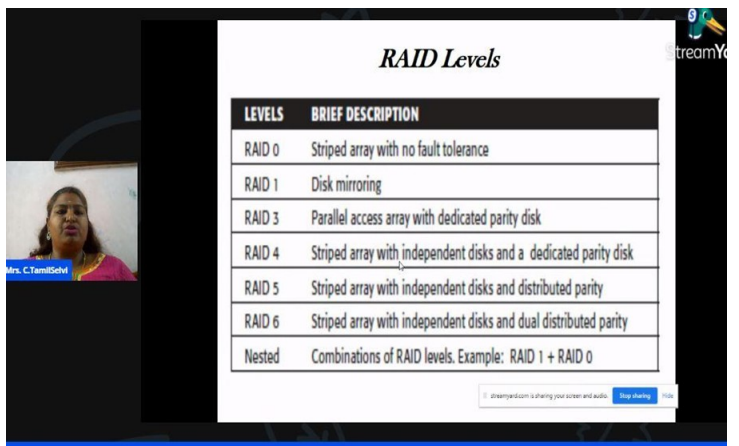 RAID Levels
StreamYa
LEVELS BRIEF DESCRIPTION
RAID 0 Striped array with no fault tolerance
RAID 1 Disk mirroring
RAID 3 Parallel access array with dedicated parity disk
RAID 4 Striped array with independent disks and a dedicated parity disk
RAID 5 Striped array with independent disks and distributed parity
RAID 6 Striped array with independent disks and dual distributed parity
Nested Combinations of RAID levels. Example: RAID 1 + RAID 0
Mrs. C.TamilSelvi
streamyard.com is sharing your screen and audio. Stop sharing Hide